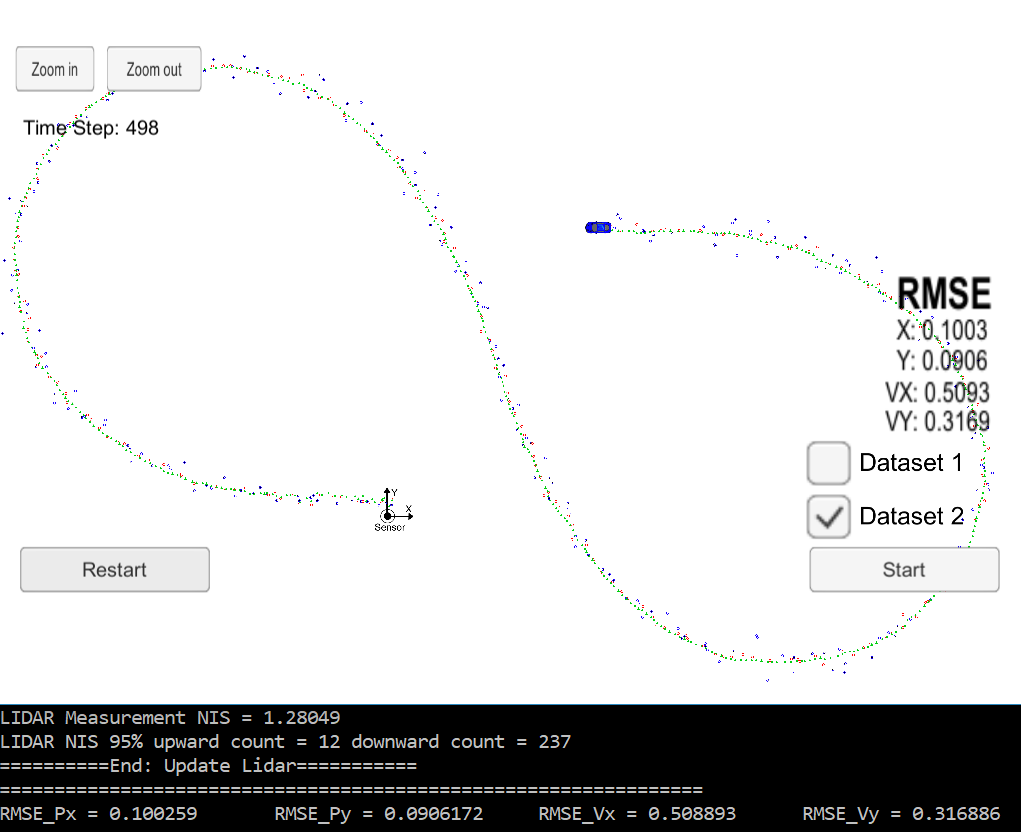 Zoom in
Zoom out
Time Step: 498
RMSE
X: 0.1003
Y: 0.0906
VX: 0.5093
VY: 0.3169
Dataset 1
Y
X
Sensor
Dataset 2
Restart
Start
LIDAR Measurement NIS = 1.28049
LIDAR NIS 95% upward count = 12 downward count = 237
==========End: Update Lidar===========
================================================================
RMSE_Px = 0.100259 RMSE_Py = 0.0906172 RMSE_Vx = 0.508893 RMSE_Vy = 0.316886